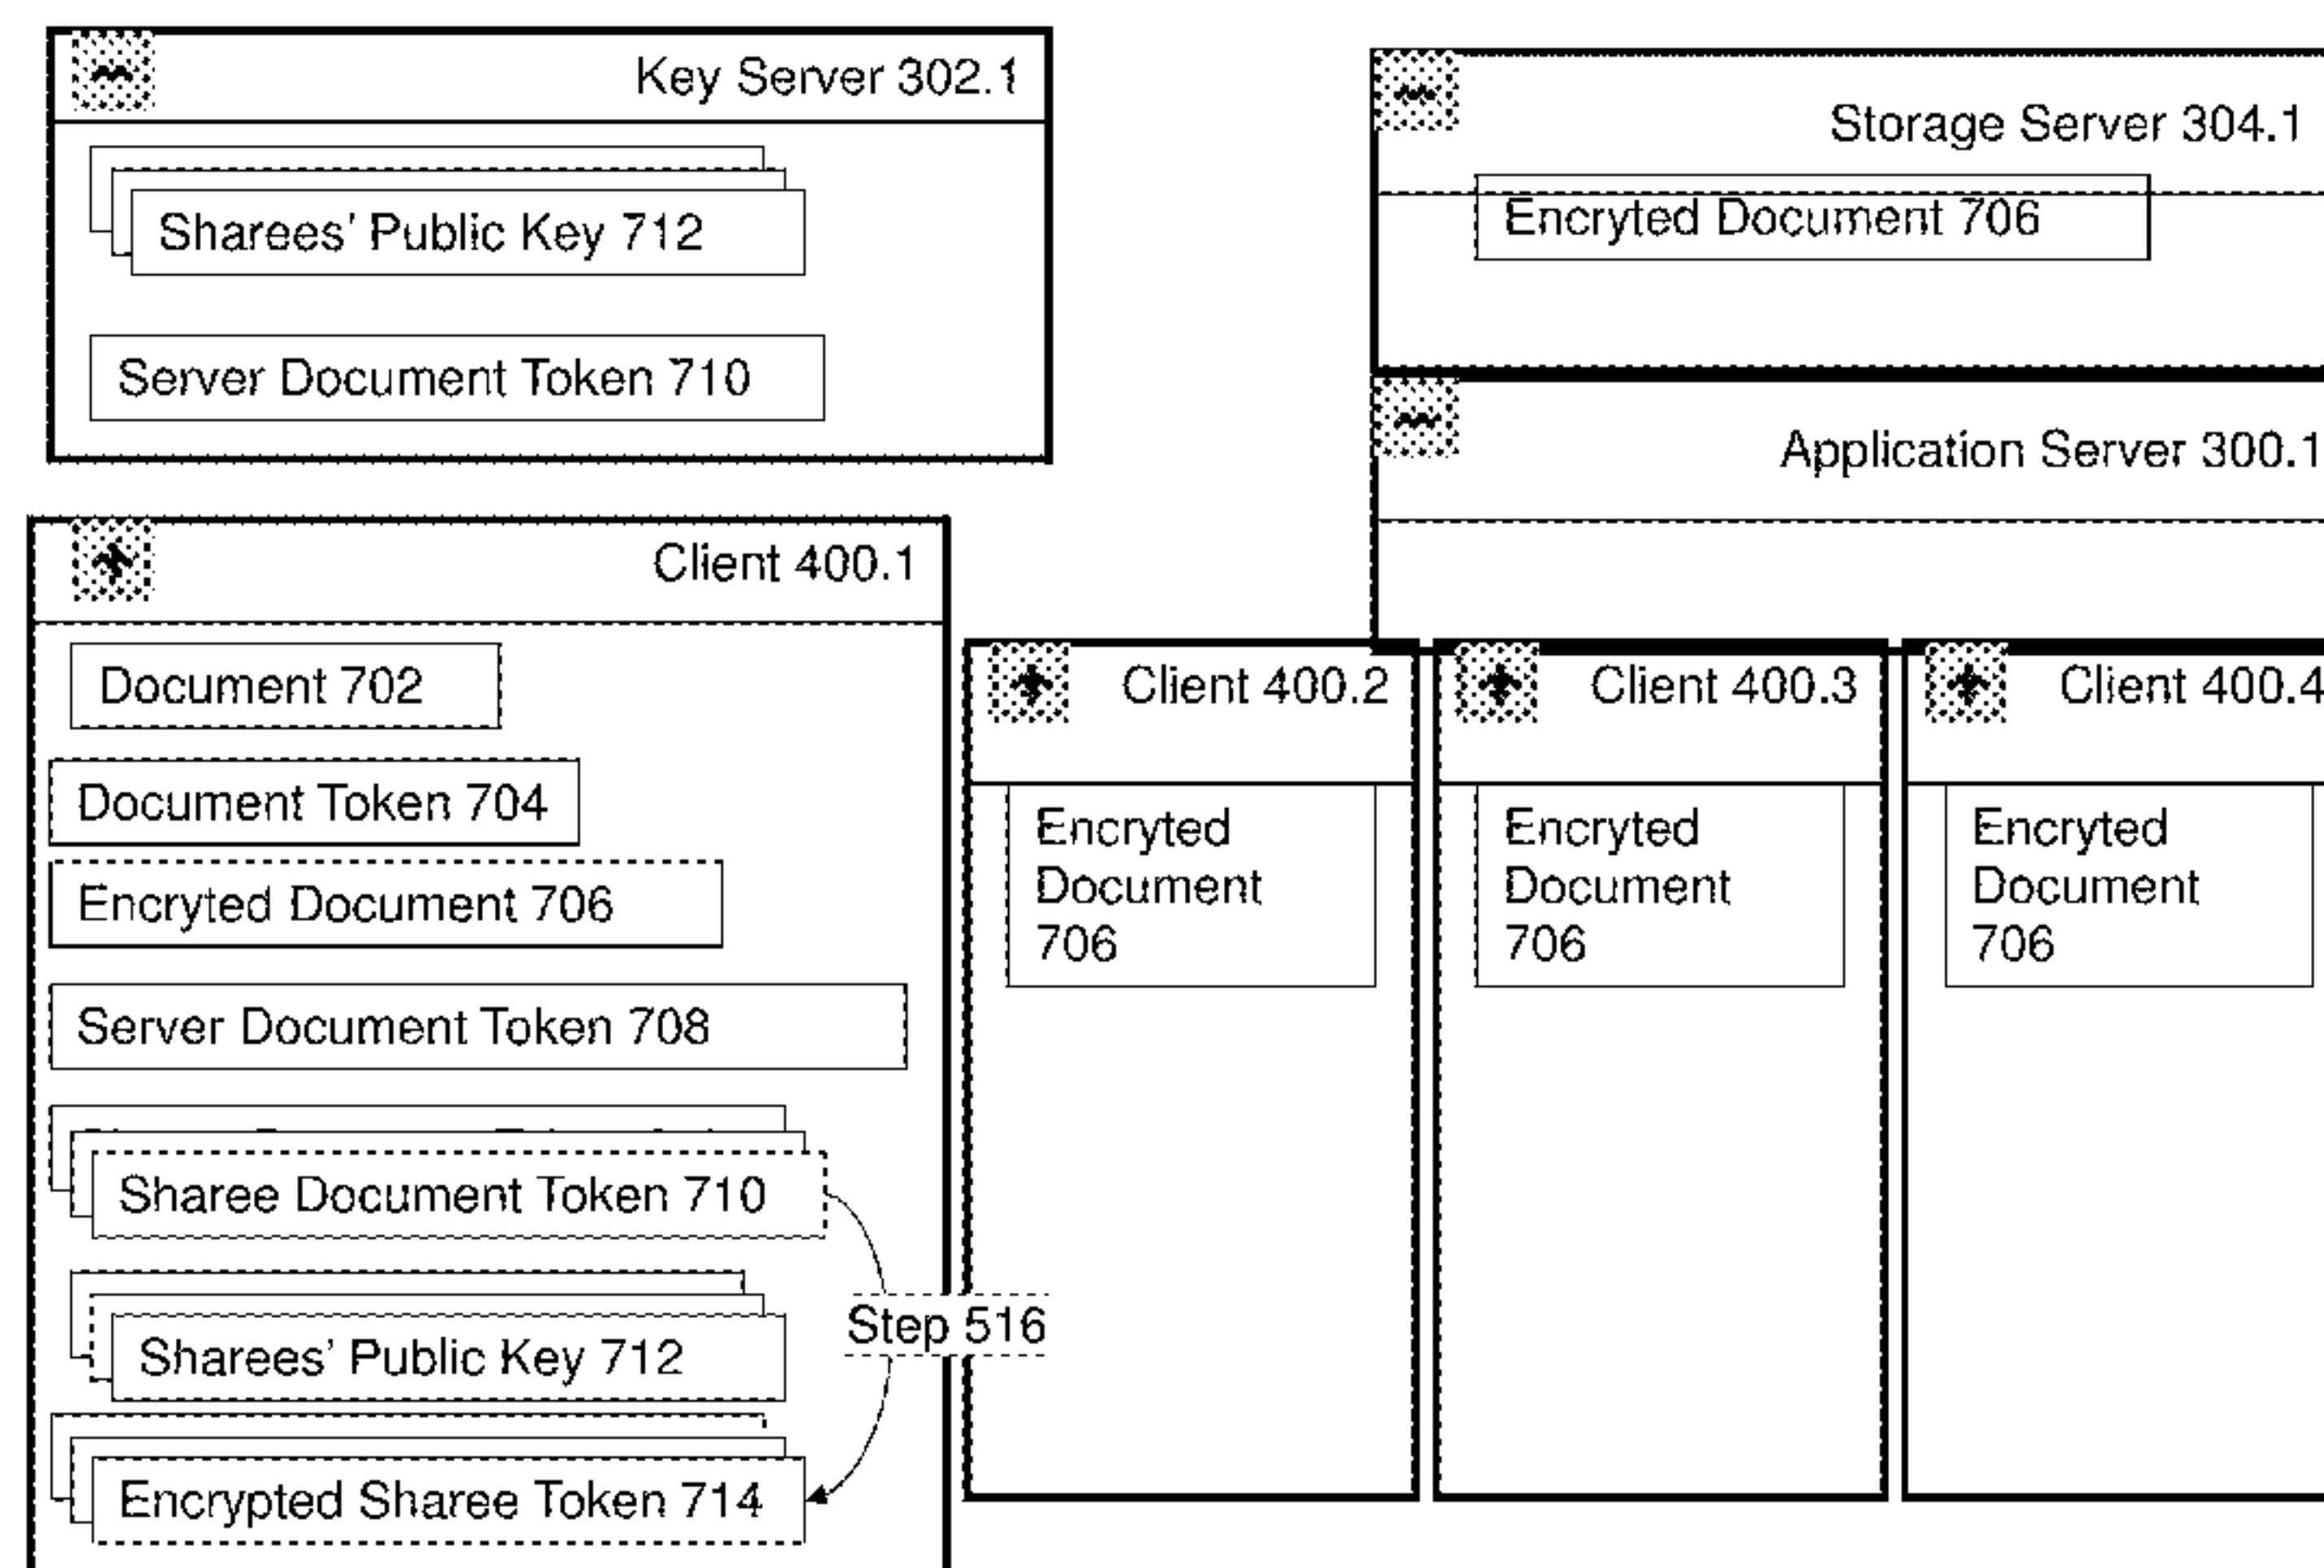 Key Server 302.1
Sharees' Public Key 712
Server Document Token 710
Storage Server 304.1
Encryted Document 706
Application Server 300.1
Client 400.1
Document 702
Document Token 704
Encryted Document 706
Server Document Token 708
Sharee Document Token 710
Sharees' Public Key 712
Encrypted Sharee Token 714
Step 516
Client 400.2
Encryted
Document
706
Client 400.3
Encryted
Document
706
Client 400.4
Encryted
Document
706